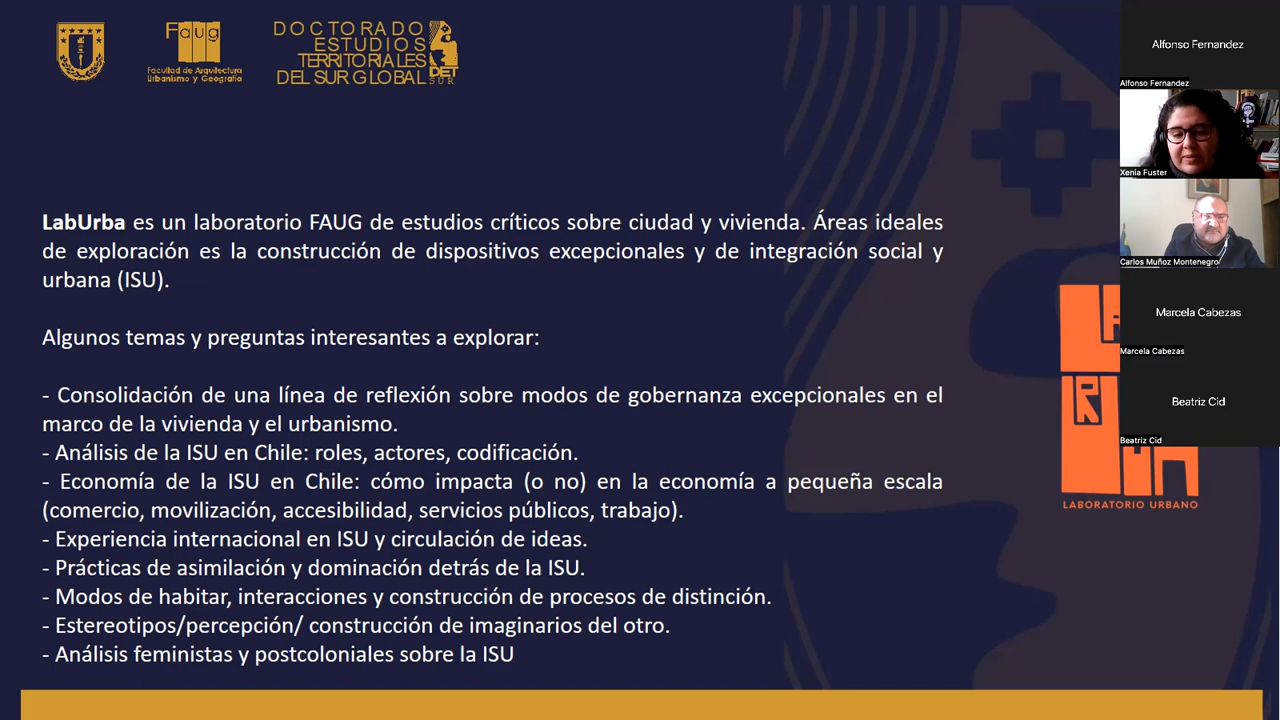 Faug
Facultad de Arquitectura
Urbanismo y Geografía
DOCTORADO
ESTUDIOS
TERRITORIALES
DEL SUR GLOBAL
DET
SUR
LabUrba es un laboratorio FAUG de estudios críticos sobre ciudad y vivienda. Áreas ideales
de exploración es la construcción de dispositivos excepcionales y de integración social y
urbana (ISU).
Algunos temas y preguntas interesantes a explorar:
- Consolidación de una línea de reflexión sobre modos de gobernanza excepcionales en el
marco de la vivienda y el urbanismo.
- Análisis de la ISU en Chile: roles, actores, codificación.
- Economía de la ISU en Chile: cómo impacta (o no) en la economía a pequeña escala
(comercio, movilización, accesibilidad, servicios públicos, trabajo).
- Experiencia internacional en ISU y circulación de ideas.
- Prácticas de asimilación y dominación detrás de la ISU.
- Modos de habitar, interacciones y construcción de procesos de distinción.
- Estereotipos/percepción/ construcción de imaginarios del otro.
- Análisis feministas y postcoloniales sobre la ISU
LABORATORIO URBANO
Alfonso Fernandez
Alfonso Fernandez
Xenia Fuster
Carlos Muñoz Montenegro
Marcela Cabezas
Marcela Cabezas
Beatriz Cid
Beatriz Cid